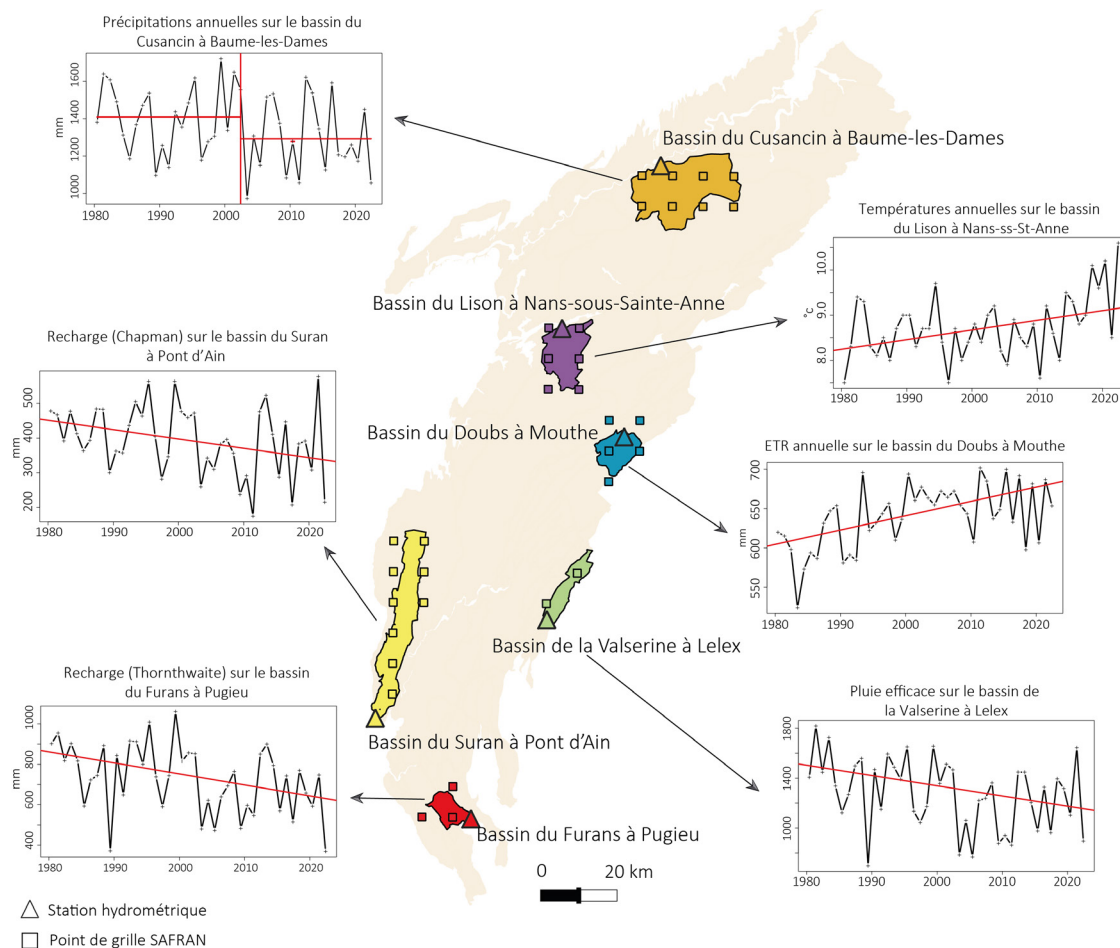 Précipitations annuelles sur le bassin du
Cusancin à Baume-les-Dames
mm
1600
1400
1200
1000
1980
1990
2000
2010
2020
Bassin du Cusancin à Baume-les-Dames
Températures annuelles sur le bassin
du Lison à Nans-ss-St-Anne
°C
10.0
9.0
8.0
1980
1990
2000
2010
2020
Bassin du Lison à Nans-sous-Sainte-Anne
Recharge (Chapman) sur le bassin du Suran
à Pont d’Ain
mm
500
400
300
200
1980
1990
2000
2010
2020
Bassin du Doubs à Mouthe
ETR annuelle sur le bassin du Doubs à Mouthe
mm
700
650
600
550
1980
1990
2000
2010
2020
Bassin de la Valserine à Lelex
Recharge (Thornthwaite) sur le bassin
du Furans à Pugieu
mm
1000
800
600
400
1980
1990
2000
2010
2020
Bassin du Suran à Pont d’Ain
Pluie efficace sur le bassin de
la Valserine à Lelex
mm
1800
1400
1000
1980
1990
2000
2010
2020
Bassin du Furans à Pugieu
0 20 km
Station hydrométrique
Point de grille SAFRAN